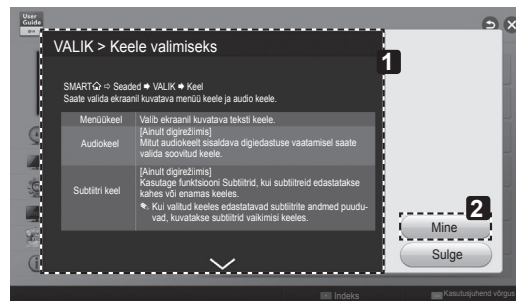 User
Guide
VALIK > Keele valimiseks
1
SMART ⇨ Seaded ➡ VALIK ➡ Keel
Saate valida ekraanil kuvatava menüü keele ja audio keele.
Menüükeel
Valib ekraanil kuvatava teksti keele.
Audiokeel
[Ainult digirežiimis]
Mitut audiokeelt sisaldava digiedastuse vaatamisel saate
valida soovitud keele.
Subtiitri keel
[Ainult digirežiimis]
Kasutage funktsiooni Subtiitrid, kui subtiitreid edastatakse
kahes või enamas keeles.
Kui valitud keeles edastatavad subtiitrite andmed puudu-
vad, kuvatakse subtiitrid vaikimisi keeles.
2
Mine
Sulge
Indeks
Kasutusjuhend võrgus